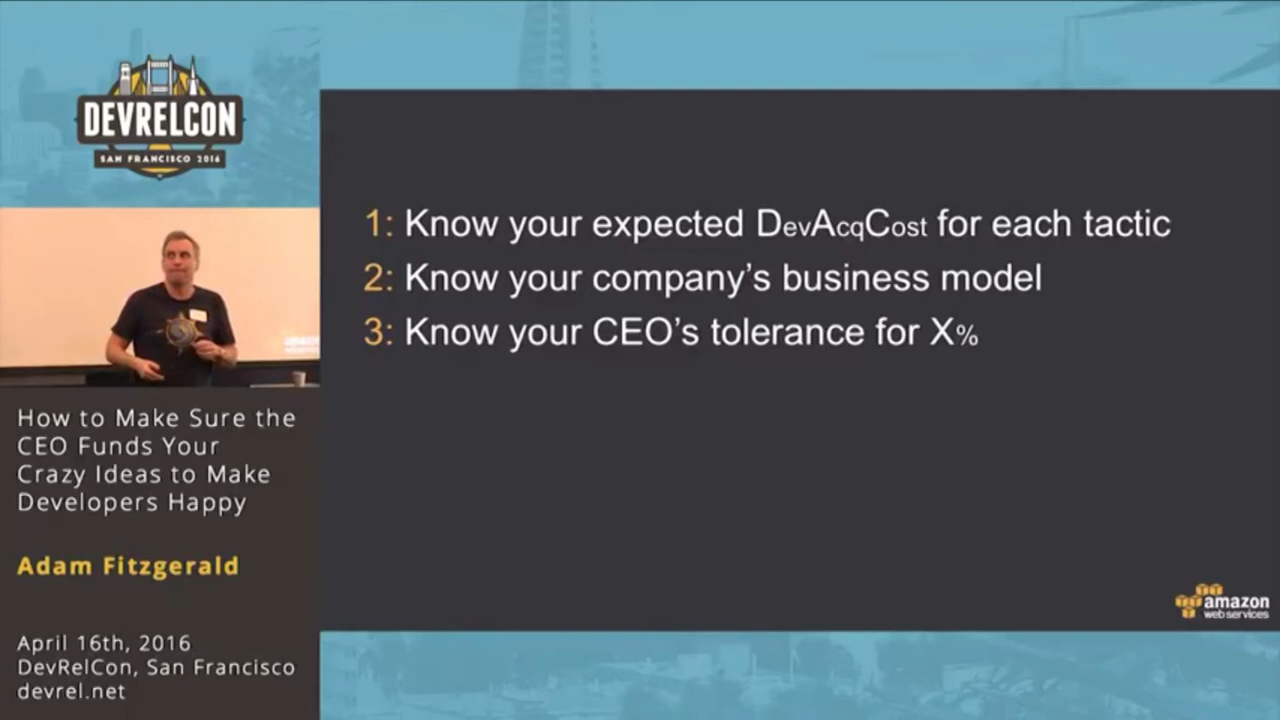 DEVRELCON
SAN FRANCISCO 2016
How to Make Sure the
CEO Funds Your
Crazy Ideas to Make
Developers Happy
Adam Fitzgerald
April 16th, 2016
DevRelCon, San Francisco
devrel.net
1: Know your expected DevAcqCost for each tactic
2: Know your company's business model
3: Know your CEO's tolerance for X%
amazon
web services